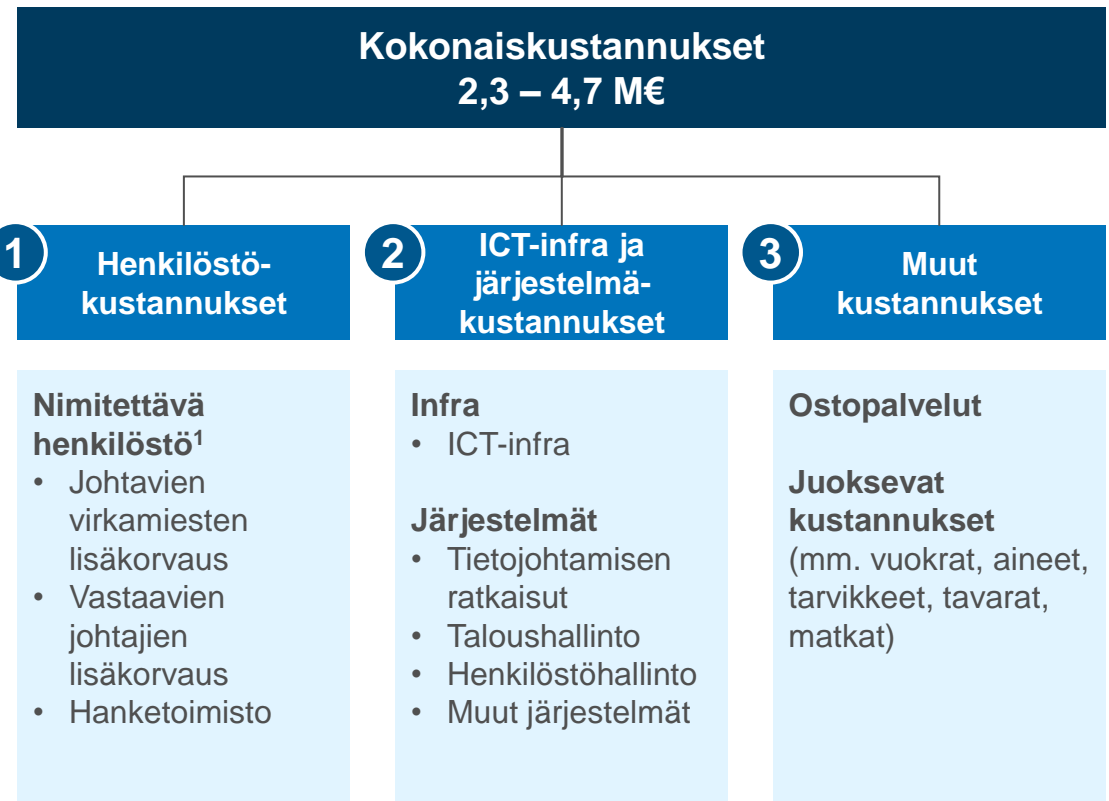 Kokonaiskustannukset
2,3 – 4,7 M€
1
Henkilöstö-
kustannukset
2
ICT-infra ja
järjestelmä-
kustannukset
3
Muut
kustannukset
Nimitettävä
henkilöstö¹
• Johtavien
virkamiesten
lisäkorvaus
• Vastaavien
johtajien
lisäkorvaus
• Hanketoimisto
Infra
• ICT-infra
Järjestelmät
• Tietojohtamisen
ratkaisut
• Taloushallinto
• Henkilöstöhallinto
• Muut järjestelmät
Ostopalvelut
Juoksevat
kustannukset
(mm. vuokrat, aineet,
tarvikkeet, tavarat,
matkat)